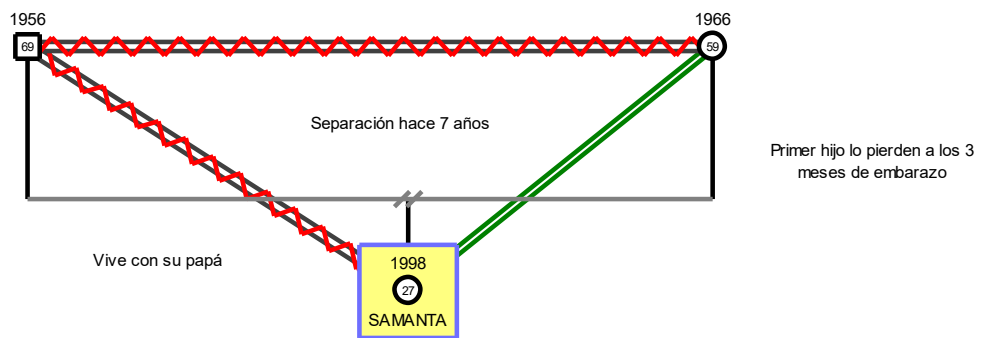 1956
1966
69
59
Separación hace 7 años
Primer hijo lo pierden a los 3
meses de embarazo
Vive con su papá
1998
27
SAMANTA